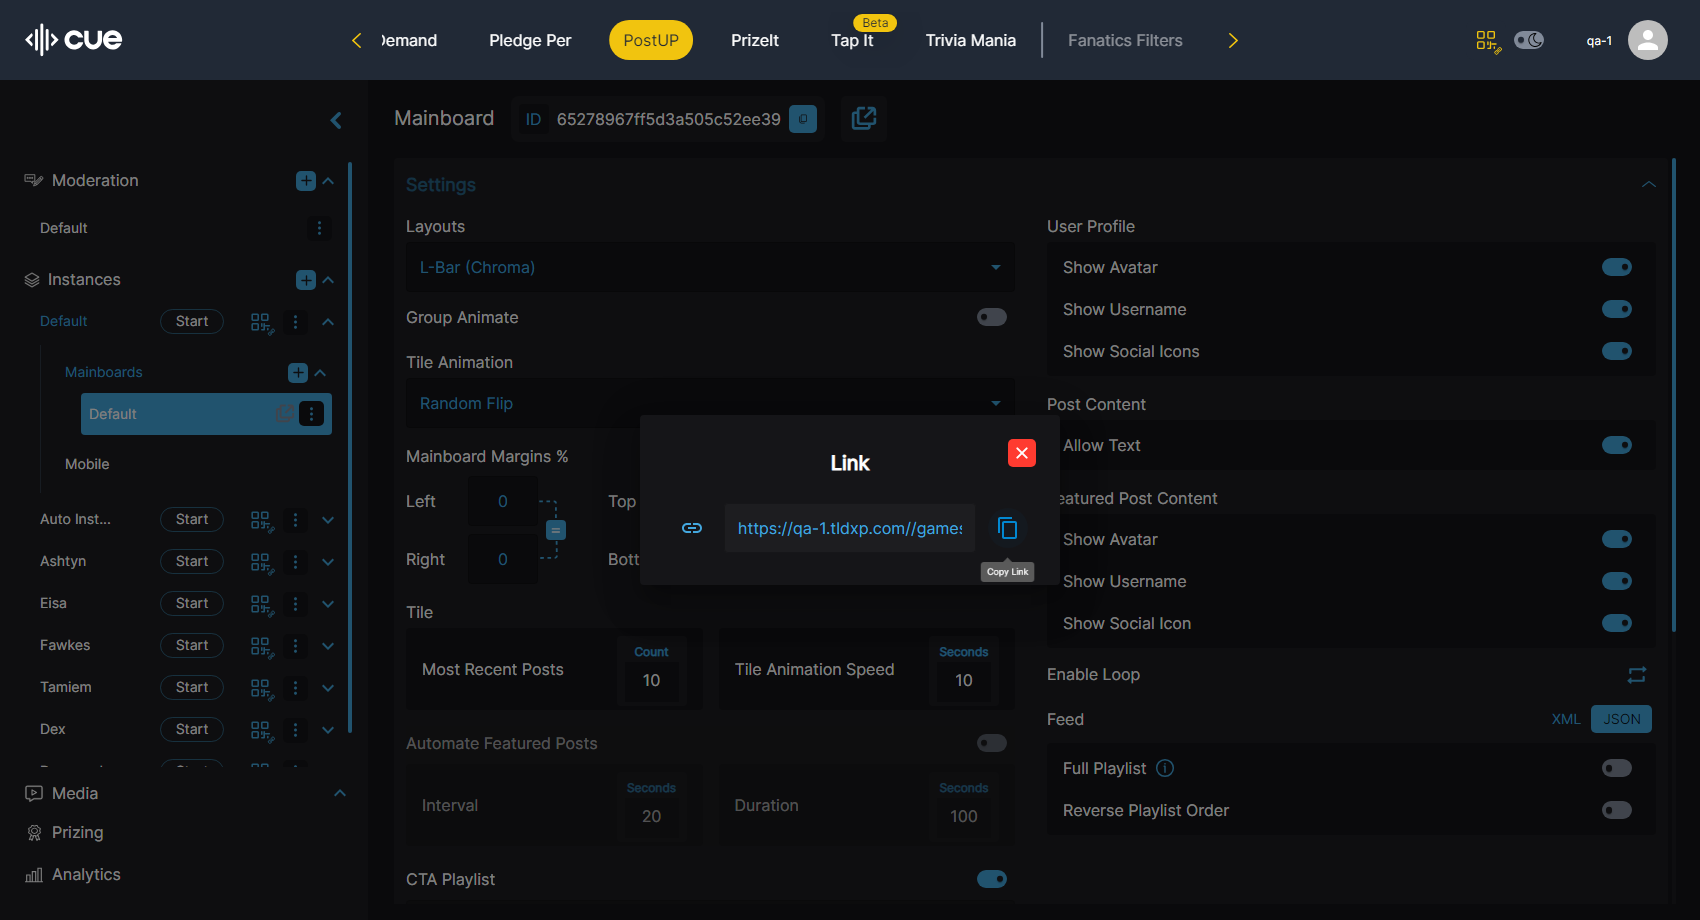 cue
Demand
Pledge Per
PostUP
PrizeIt
Tap It
Beta
Trivia Mania
Fanatics Filters
qa-1
Mainboard
ID
65278967ff5d3a505c52ee39
Moderation
Default
Instances
Default
Start
Mainboards
Default
Mobile
Auto Inst...
Start
Ashtyn
Start
Eisa
Start
Fawkes
Start
Tamiem
Start
Dex
Start
Media
Prizing
Analytics
Settings
Layouts
L-Bar (Chroma)
Group Animate
Tile Animation
Random Flip
Mainboard Margins %
Left
0
Top
=
Right
0
Bott
Tile
Most Recent Posts
Count
10
Tile Animation Speed
Seconds
10
Automate Featured Posts
Interval
Seconds
20
Duration
Seconds
100
CTA Playlist
User Profile
Show Avatar
Show Username
Show Social Icons
Post Content
Allow Text
eatured Post Content
Show Avatar
Show Username
Show Social Icon
Enable Loop
Feed
XML
JSON
Full Playlist
Reverse Playlist Order
Link
https://qa-1.tldxp.com//games
Copy Link